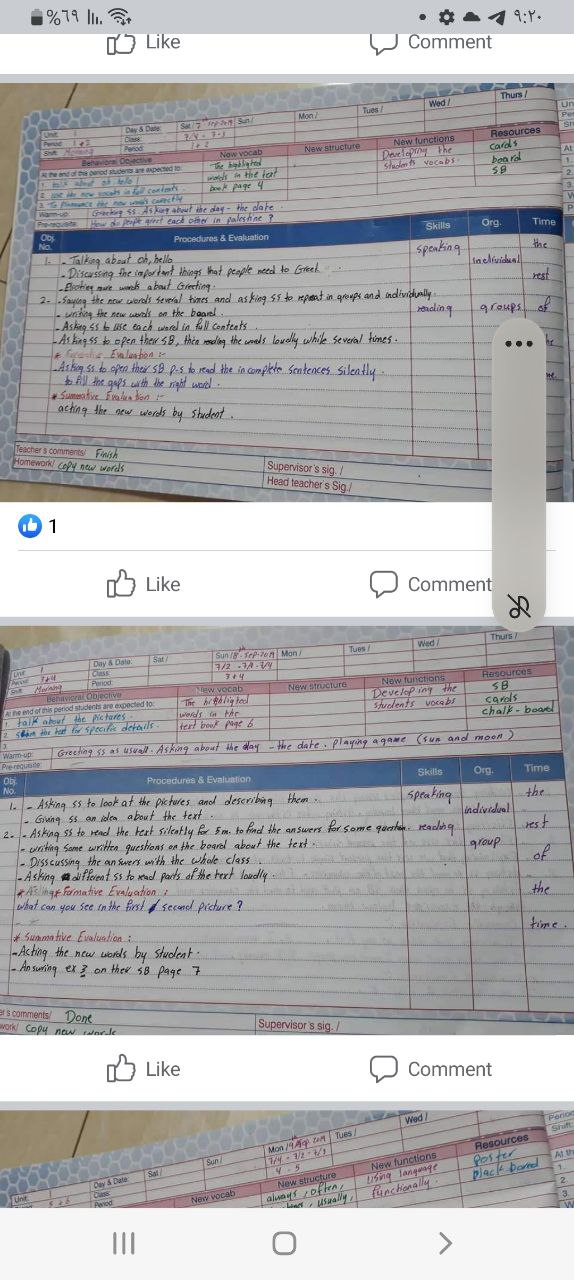 %٦٩ ٩:٢٠
Like Comment
Thurs /
Wed /
Tues /
Mon /
Unit: 1 Day & Date: Sat / 7 Sep-2019 Sun /
Period: 1+2 Class: 7/4 - 7-3
Shift: Morning Period: 1+2
Behavioral Objective New vocab New structure New functions Resources
At the end of this period students are expected to: The highlighted Developing the cards
1. talk about oh, hello! words in the text students vocabs. board
2. use the new vocabs in full contents. book page 4 SB
3. To pronounce the new words correctly
Warm-up: Greeting ss. Asking about the day - the date.
Pre-requisite: How do people greet each other in palestine ?
Obj. No. Procedures & Evaluation Skills Org. Time
1. - Talking about oh, hello speaking individual the
- Discussing the important things that people need to Greet. rest
- more words about Greeting.
2- - Saying the new words several times and asking ss to repeat in groups and individually. reading groups of
- writing the new words on the board.
- Asking ss to use each word in full contents.
- Asking ss to open their SB, then reading the words loudly while several times.
* Formative Evaluation :-
- Asking ss to open their SB P.5 to read the incomplete sentences silently.
to fill the gaps with the right word.
* Summative Evaluation :-
acting the new words by student.
Teacher's comments/ Finish
Homework/ copy new words
Supervisor's sig. /
Head teacher's Sig./
1
Like Comment
Thurs /
Wed /
Tues /
Unit: 1 Day & Date: Sat / Sun /8-Sep-2019 Mon /
Period: 3+4 Class: 7/2 - 7/1 - 7/4
Shift: Morning Period: 3+4
Behavioral Objective New vocab New structure New functions Resources
At the end of this period students are expected to: The highlighted Developing the SB
1. talk about the pictures. words in the students vocabs cards
2. scan the text for specific details. text book page 6 chalk-board
3.
Warm-up: Greeting ss as usuall. Asking about the day - the date. playing a game (sun and moon)
Pre-requisite:
Obj. No. Procedures & Evaluation Skills Org. Time
1. - Asking ss to look at the pictures and describing them. speaking the
- Giving ss an idea about the text. individual
2- - Asking ss to read the text silently for 5m. to find the answers for some question. reading rest
- writing some written questions on the board about the text. group
- Disscussing the answers with the whole class. of
- Asking different ss to read parts of the text loudly.
* Formative Evaluation : the
what can you see in the first second picture ?
time.
* Summative Evaluation :
- Acting the new words by student.
- Answring ex 3 on their SB page 7
er's comments/ Done
work/ copy new words
Supervisor's sig. /
Like Comment
Wed /
Tues /
Unit: Day & Date: Sat / Sun / Mon /9 Sep 2019
5+6 Class: 7/4 - 7/2 - 7/3
Period: 4-5
New vocab New structure New functions Resources
always, often, using language poster
usually, functionally. black board